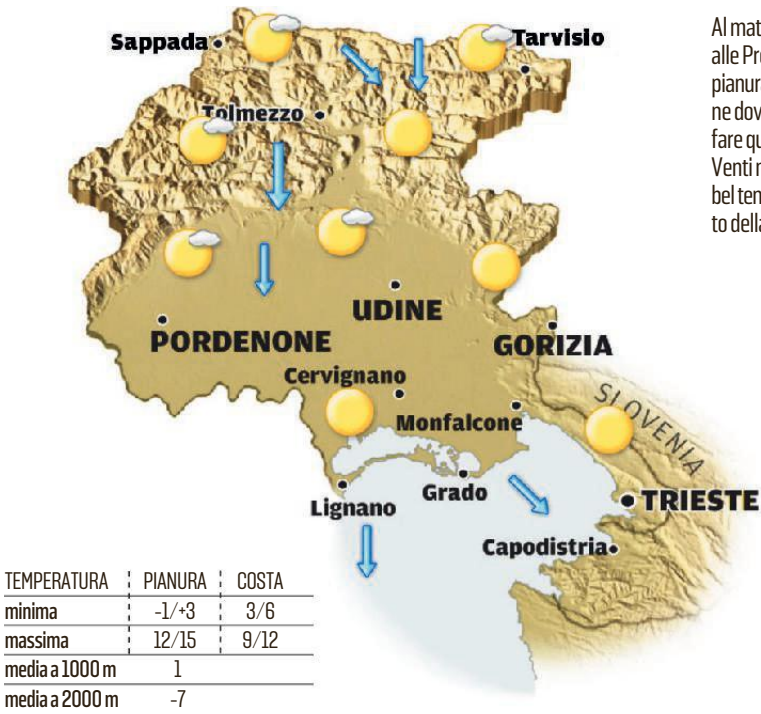 Sappada
Tarvisio
Tolmezzo
UDINE
PORDENONE
GORIZIA
Cervignano
Monfalcone
SLOVENIA
Lignano
Grado
TRIESTE
Capodistria
Al mat
alle Pre
pianura
ne dov
fare qu
Venti n
bel ten
to della
TEMPERATURA PIANURA COSTA
minima -1/+3 3/6
massima 12/15 9/12
media a 1000 m 1
media a 2000 m -7